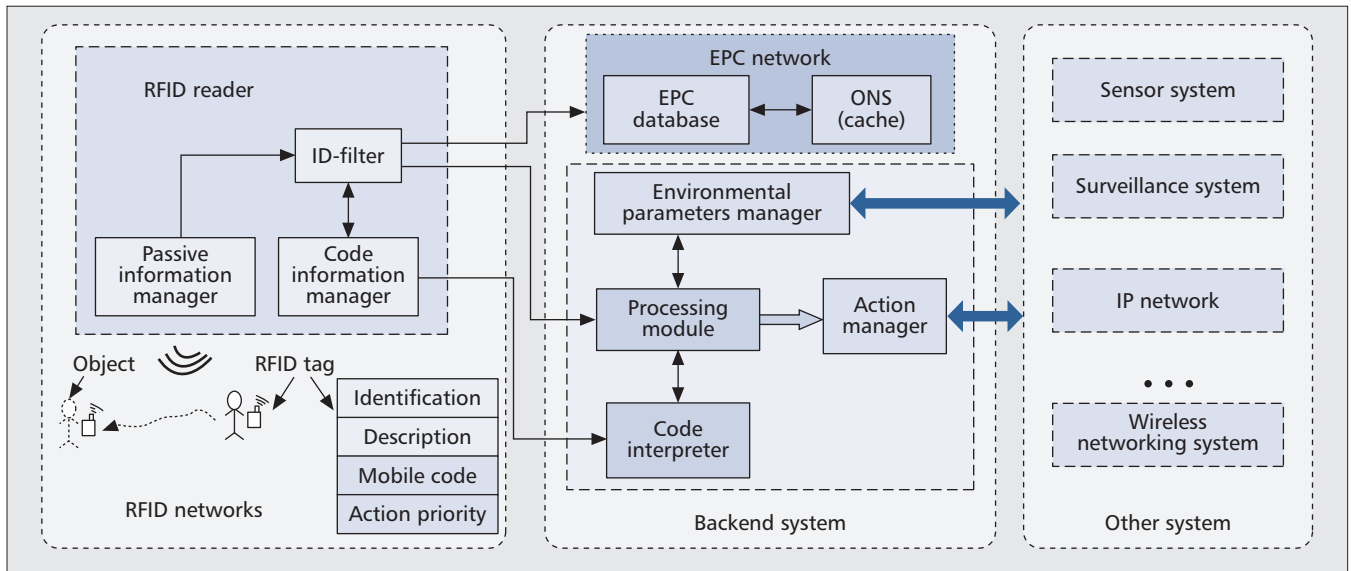 RFID reader
ID-filter
Passive
information
manager
Code
information
manager
Object
RFID tag
Identification
Description
Mobile code
Action priority
RFID networks
EPC network
EPC
database
ONS
(cache)
Environmental
parameters manager
Processing
module
Action
manager
Code
interpreter
Backend system
Sensor system
Surveillance system
IP network
• • •
Wireless
networking system
Other system